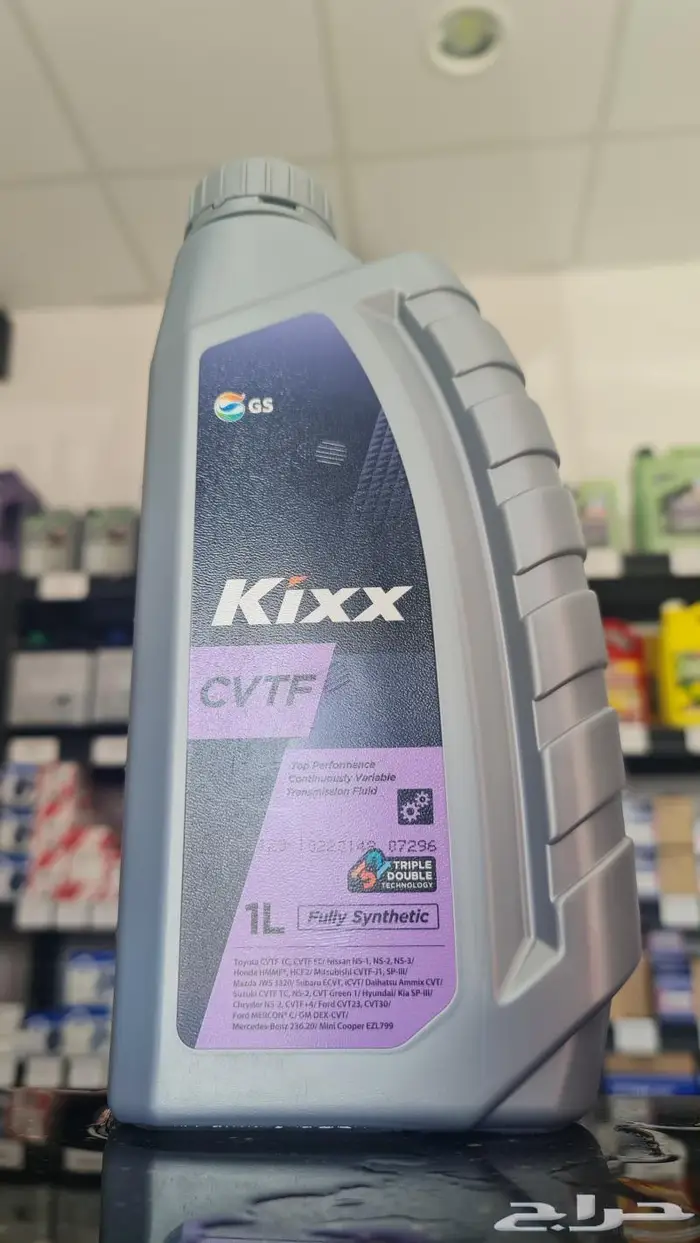 GS
Kixx
CVTF
Top Performance
Continuously Variable
Transmission Fluid
07296
TRIPLE
DOUBLE
TECHNOLOGY
1L
Fully Synthetic
Toyota CVTF TC, CVTF FE/ Nissan NS-1, NS-2, NS-3/
Honda HMMF*, HCF2/ Mitsubishi CVTF-J1, SP-III/
Mazda JWS 3320/ Subaru ECVT, iCVT/ Daihatsu Ammix CVT/
Suzuki CVTF TC, NS-2, CVT Green 1/ Hyundai/ Kia SP-III/
Chrysler NS-2, CVTF+4/ Ford CVT23, CVT30/
Ford MERCON® C/ GM DEX-CVT/
Mercedes Benz 236.20/ Mini Cooper EZL799
حراج